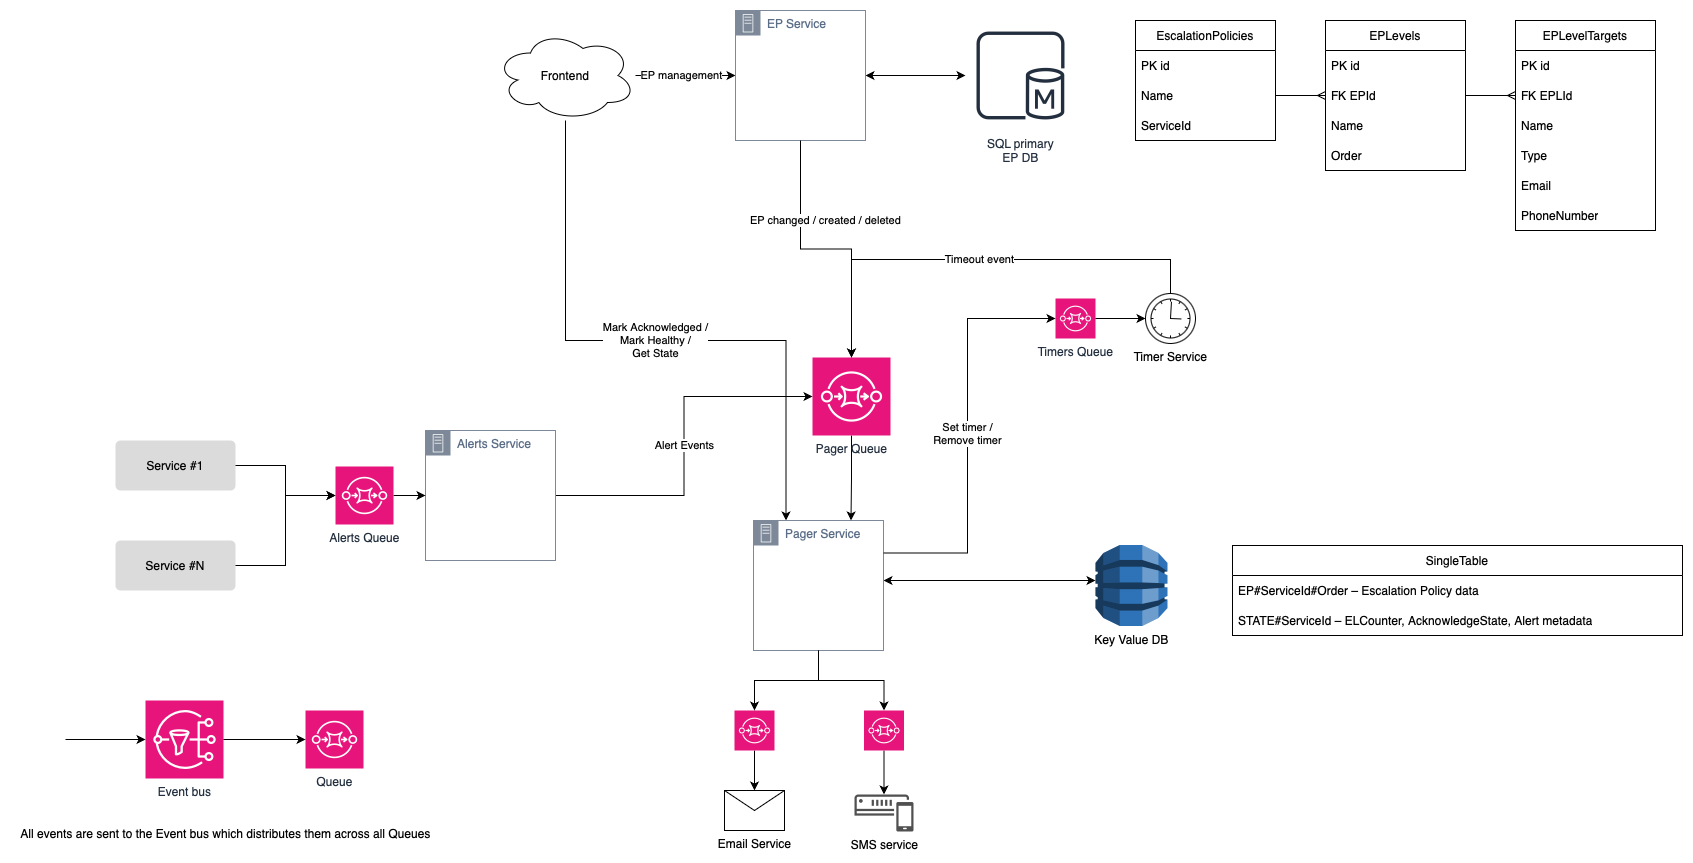 EP Service
Frontend
EP management
SQL primary
EP DB
EscalationPolicies
PK id
Name
ServiceId
EPLevels
PK id
FK EPId
Name
Order
EPLevelTargets
PK id
FK EPLId
Name
Type
Email
PhoneNumber
EP changed / created / deleted
Timeout event
Mark Acknowledged /
Mark Healthy /
Get State
Timers Queue
Timer Service
Pager Queue
Set timer /
Remove timer
Alert Events
Alerts Service
Service #1
Alerts Queue
Service #N
Pager Service
Key Value DB
SingleTable
EP#ServiceId#Order – Escalation Policy data
STATE#ServiceId – ELCounter, AcknowledgeState, Alert metadata
Event bus
Queue
All events are sent to the Event bus which distributes them across all Queues
Email Service
SMS service
M